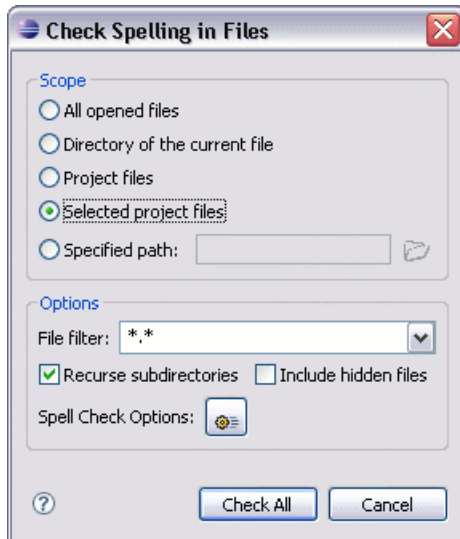 Check Spelling in Files
Scope
All opened files
Directory of the current file
Project files
Selected project files
Specified path:
Options
File filter: *.*
Recurse subdirectories Include hidden files
Spell Check Options:
? Check All Cancel